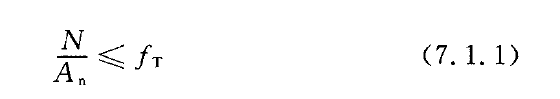 N/Aₙ ≤ f_T (7.1.1)